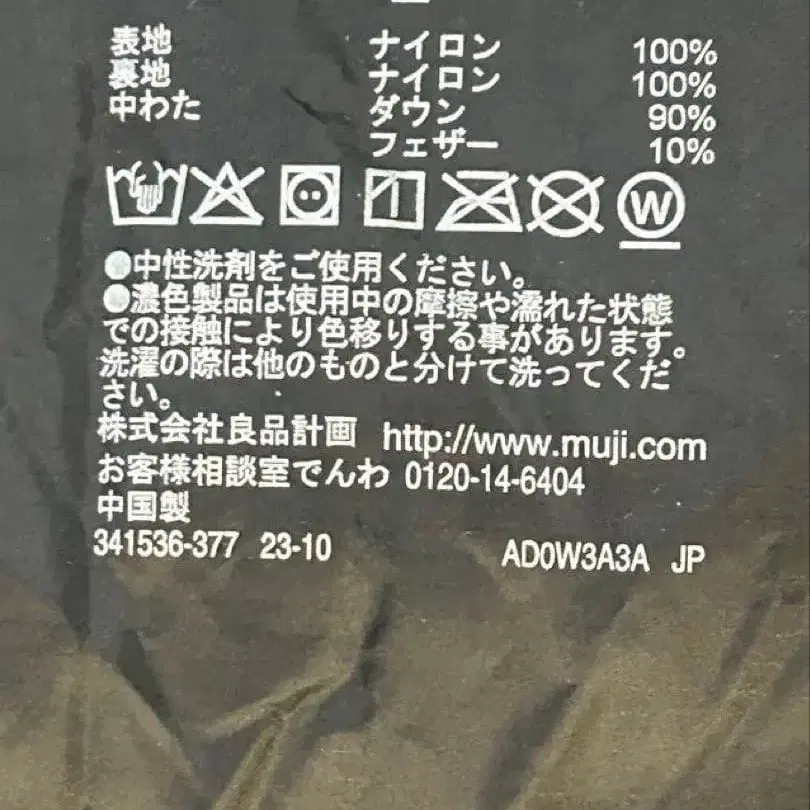 表地 ナイロン 100%
裏地 ナイロン 100%
中わた ダウン 90%
フェザー 10%
W
●中性洗剤をご使用ください。
●濃色製品は使用中の摩擦や濡れた状態
での接触により色移りする事があります。
洗濯の際は他のものと分けて洗ってくだ
さい。
株式会社良品計画 http://www.muji.com
お客様相談室でんわ 0120-14-6404
中国製
341536-377 23-10 AD0W3A3A JP